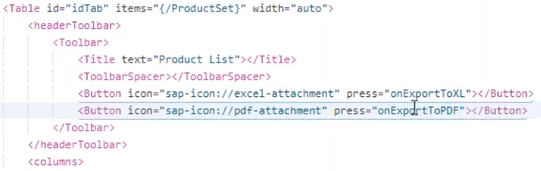 <Table id="idTab" items="{/ProductSet}" width="auto">
<headerToolbar>
<Toolbar>
<Title text="Product List"></Title>
<ToolbarSpacer></ToolbarSpacer>
<Button icon="sap-icon://excel-attachment" press="onExportToXL"></Button>
<Button icon="sap-icon://pdf-attachment" press="onExportToPDF"></Button>
</Toolbar>
</headerToolbar>
<columns>